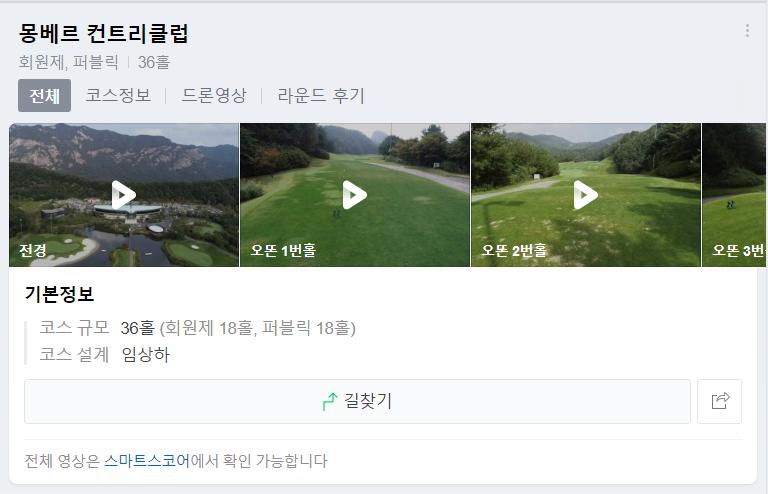 몽베르 컨트리클럽
회원제, 퍼블릭 | 36홀
전체 코스정보 | 드론영상 | 라운드 후기
전경 오똔 1번홀 오똔 2번홀 오똔 3번
기본정보
코스 규모 36홀 (회원제 18홀, 퍼블릭 18홀)
코스 설계 임상하
길찾기
전체 영상은 스마트스코어에서 확인 가능합니다